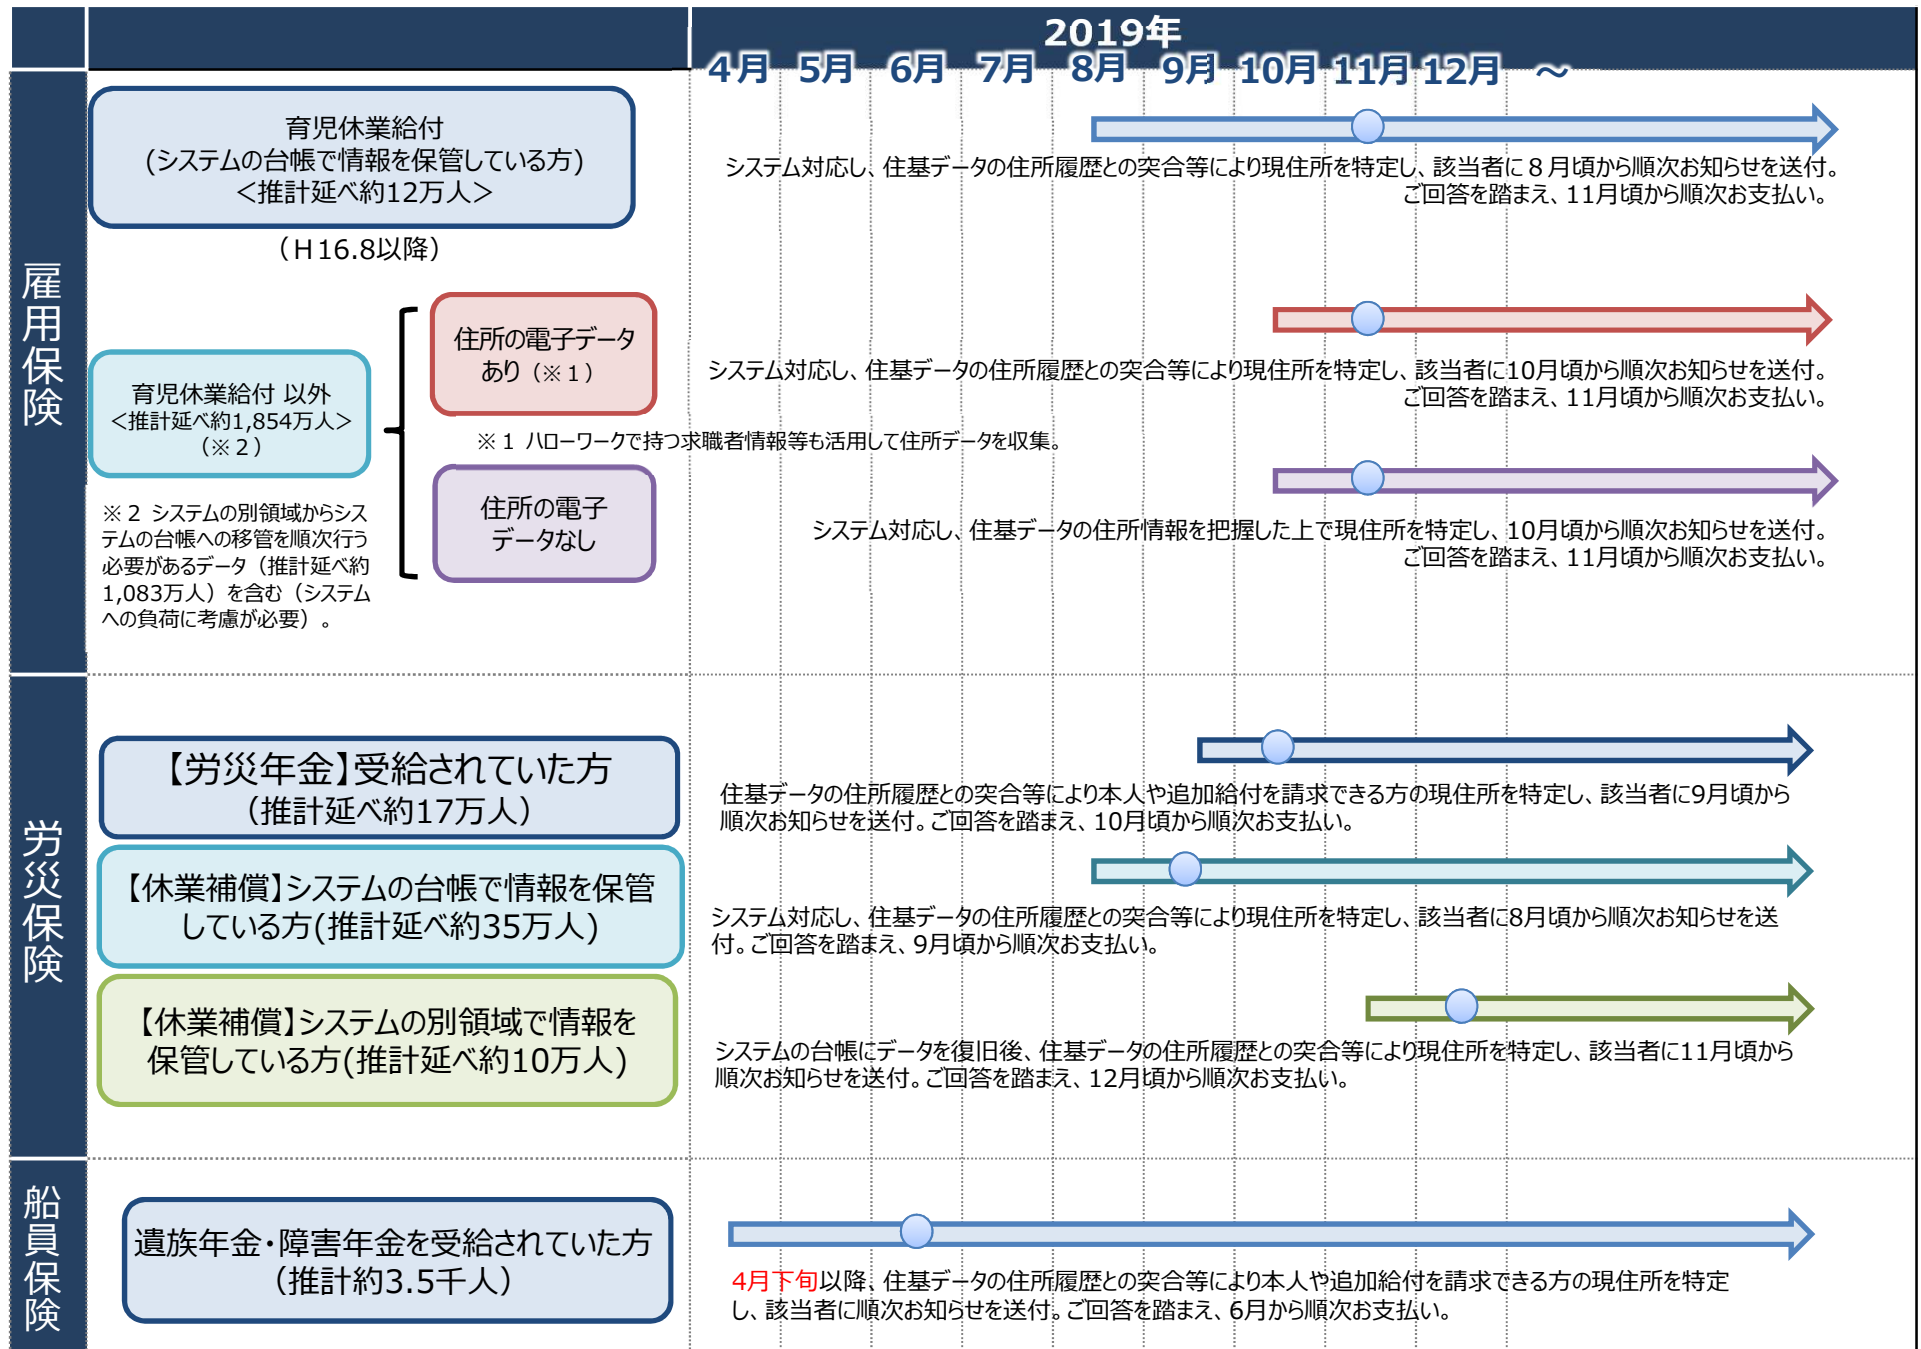 2019年
4月 5月 6月 7月 8月 9月 10月 11月 12月 ～
雇用保険
育児休業給付
(システムの台帳で情報を保管している方)
＜推計延べ約12万人＞
（Ｈ16.8以降）
システム対応し、住基データの住所履歴との突合等により現住所を特定し、該当者に８月頃から順次お知らせを送付。
ご回答を踏まえ、11月頃から順次お支払い。
育児休業給付 以外
＜推計延べ約1,854万人＞
（※２）
住所の電子データ
あり（※１）
システム対応し、住基データの住所履歴との突合等により現住所を特定し、該当者に10月頃から順次お知らせを送付。
ご回答を踏まえ、11月頃から順次お支払い。
※１ ハローワークで持つ求職者情報等も活用して住所データを収集。
住所の電子
データなし
システム対応し、住基データの住所情報を把握した上で現住所を特定し、10月頃から順次お知らせを送付。
ご回答を踏まえ、11月頃から順次お支払い。
※２ システムの別領域からシス
テムの台帳への移管を順次行う
必要があるデータ（推計延べ約
1,083万人）を含む（システム
への負荷に考慮が必要）。
労災保険
【労災年金】受給されていた方
（推計延べ約17万人）
住基データの住所履歴との突合等により本人や追加給付を請求できる方の現住所を特定し、該当者に9月頃から
順次お知らせを送付。ご回答を踏まえ、10月頃から順次お支払い。
【休業補償】システムの台帳で情報を保管
している方(推計延べ約35万人)
システム対応し、住基データの住所履歴との突合等により現住所を特定し、該当者に8月頃から順次お知らせを送
付。ご回答を踏まえ、9月頃から順次お支払い。
【休業補償】システムの別領域で情報を
保管している方(推計延べ約10万人)
システムの台帳にデータを復旧後、住基データの住所履歴との突合等により現住所を特定し、該当者に11月頃から
順次お知らせを送付。ご回答を踏まえ、12月頃から順次お支払い。
船員保険
遺族年金・障害年金を受給されていた方
（推計約3.5千人）
4月下旬以降、住基データの住所履歴との突合等により本人や追加給付を請求できる方の現住所を特定
し、該当者に順次お知らせを送付。ご回答を踏まえ、6月から順次お支払い。